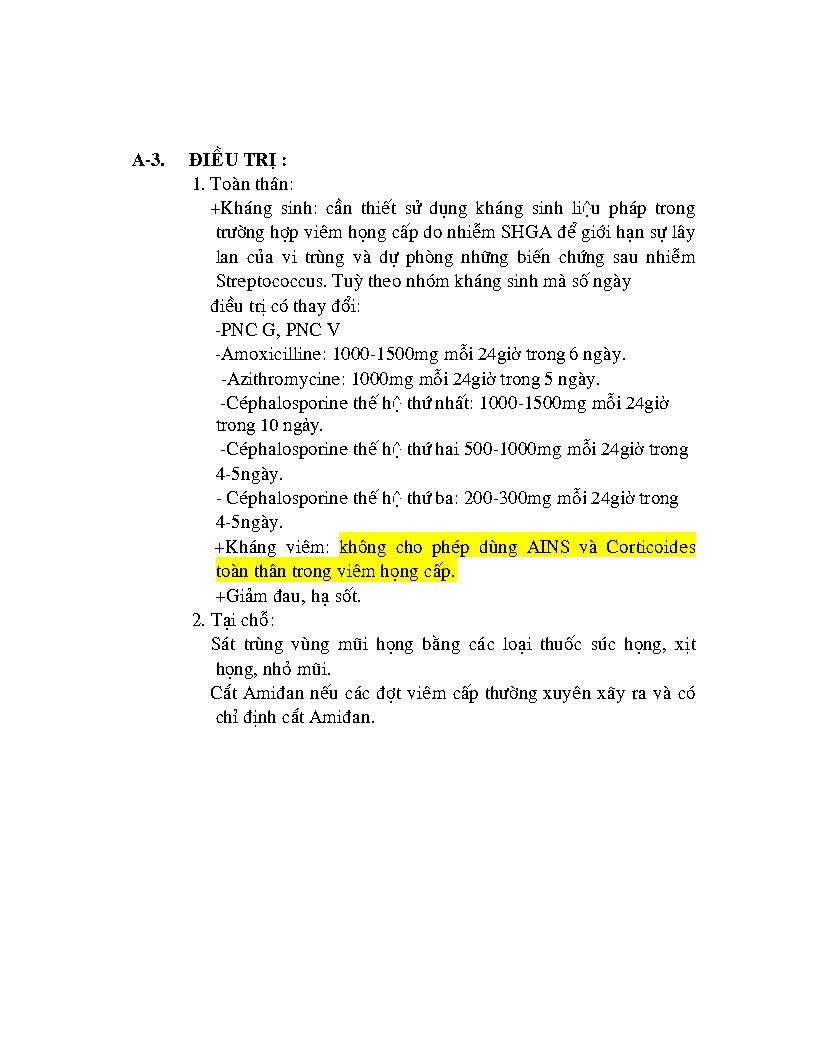 A-3. ĐIỀU TRỊ :
1. Toàn thân:
+Kháng sinh: cần thiết sử dụng kháng sinh liệu pháp trong
trường hợp viêm họng cấp do nhiễm SHGA để giới hạn sự lây
lan của vi trùng và dự phòng những biến chứng sau nhiễm
Streptococcus. Tuỳ theo nhóm kháng sinh mà số ngày
điều trị có thay đổi:
-PNC G, PNC V
-Amoxicilline: 1000-1500mg mỗi 24giờ trong 6 ngày.
-Azithromycine: 1000mg mỗi 24giờ trong 5 ngày.
-Céphalosporine thế hệ thứ nhất: 1000-1500mg mỗi 24giờ
trong 10 ngày.
-Céphalosporine thế hệ thứ hai 500-1000mg mỗi 24giờ trong
4-5ngày.
- Céphalosporine thế hệ thứ ba: 200-300mg mỗi 24giờ trong
4-5ngày.
+Kháng viêm: không cho phép dùng AINS và Corticoides
toàn thân trong viêm họng cấp.
+Giảm đau, hạ sốt.
2. Tại chỗ:
Sát trùng vùng mũi họng bằng các loại thuốc súc họng, xịt
họng, nhỏ mũi.
Cắt Amiđan nếu các đợt viêm cấp thường xuyên xãy ra và có
chỉ định cắt Amiđan.